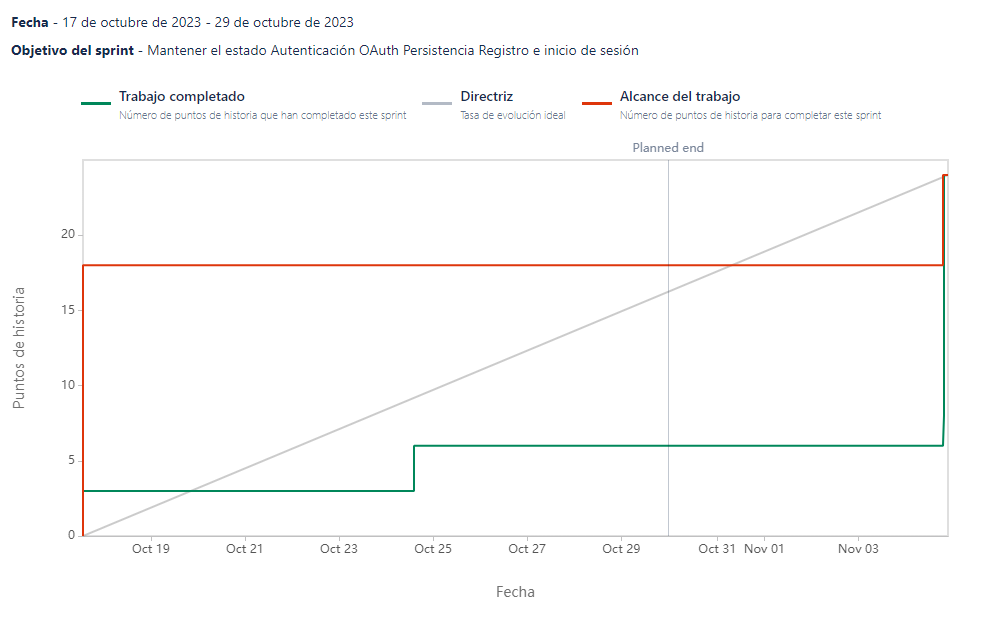 Fecha - 17 de octubre de 2023 - 29 de octubre de 2023
Objetivo del sprint - Mantener el estado Autenticación OAuth Persistencia Registro e inicio de sesión
Trabajo completado
Número de puntos de historia que han completado este sprint
Directriz
Tasa de evolución ideal
Alcance del trabajo
Número de puntos de historia para completar este sprint
Planned end
Puntos de historia
20
15
10
5
0
Oct 19 Oct 21 Oct 23 Oct 25 Oct 27 Oct 29 Oct 31 Nov 01 Nov 03
Fecha